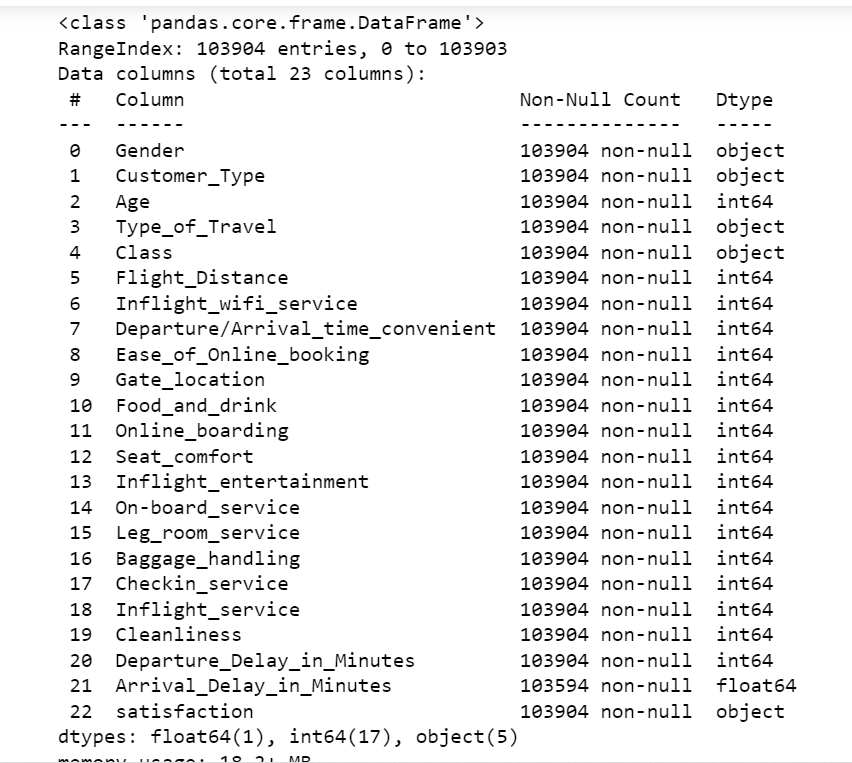 <class 'pandas.core.frame.DataFrame'>
RangeIndex: 103904 entries, 0 to 103903
Data columns (total 23 columns):
 #   Column                             Non-Null Count   Dtype
---  ------                             --------------   -----
 0   Gender                             103904 non-null  object
 1   Customer_Type                      103904 non-null  object
 2   Age                                103904 non-null  int64
 3   Type_of_Travel                     103904 non-null  object
 4   Class                              103904 non-null  object
 5   Flight_Distance                    103904 non-null  int64
 6   Inflight_wifi_service              103904 non-null  int64
 7   Departure/Arrival_time_convenient  103904 non-null  int64
 8   Ease_of_Online_booking             103904 non-null  int64
 9   Gate_location                      103904 non-null  int64
 10  Food_and_drink                     103904 non-null  int64
 11  Online_boarding                    103904 non-null  int64
 12  Seat_comfort                       103904 non-null  int64
 13  Inflight_entertainment             103904 non-null  int64
 14  On-board_service                   103904 non-null  int64
 15  Leg_room_service                   103904 non-null  int64
 16  Baggage_handling                   103904 non-null  int64
 17  Checkin_service                    103904 non-null  int64
 18  Inflight_service                   103904 non-null  int64
 19  Cleanliness                        103904 non-null  int64
 20  Departure_Delay_in_Minutes         103904 non-null  int64
 21  Arrival_Delay_in_Minutes           103594 non-null  float64
 22  satisfaction                       103904 non-null  object
dtypes: float64(1), int64(17), object(5)
memory usage: 18.2+ MB